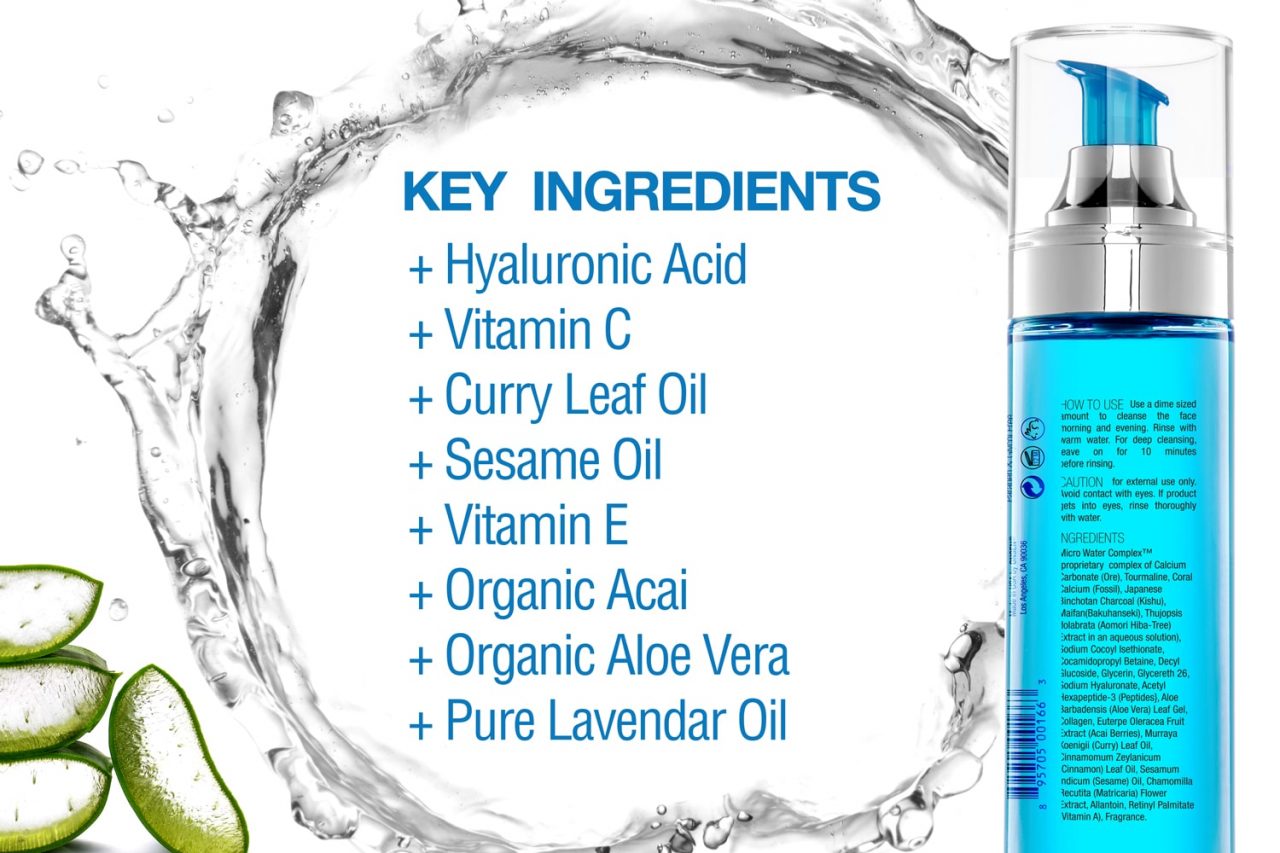 KEY INGREDIENTS
+ Hyaluronic Acid
+ Vitamin C
+ Curry Leaf Oil
+ Sesame Oil
+ Vitamin E
+ Organic Acai
+ Organic Aloe Vera
+ Pure Lavendar Oil
HOW TO USE Use a dime sized
amount to cleanse the face
morning and evening. Rinse with
warm water. For deep cleansing,
eave on for 10 minutes
before rinsing.
CAUTION for external use only.
Avoid contact with eyes. If product
gets into eyes, rinse thoroughly
with water.
INGREDIENTS
Micro Water Complex™
proprietary complex of Calcium
Carbonate (Ore), Tourmaline, Coral
Calcium (Fossil), Japanese
Binchotan Charcoal (Kishu),
Maifan(Bakuhanseki), Thujopsis
Dolabrata (Aomori Hiba-Tree)
Extract in an aqueous solution),
Sodium Cocoyl Isethionate,
Cocamidopropyl Betaine, Decyl
Glucoside, Glycerin, Glycereth 26,
Sodium Hyaluronate, Acetyl
Hexapeptide-3 (Peptides), Aloe
Barbadensis (Aloe Vera) Leaf Gel,
Collagen, Euterpe Oleracea Fruit
Extract (Acai Berries), Murraya
Koenigii (Curry) Leaf Oil,
Cinnamomum Zeylanicum
(Cinnamon) Leaf Oil, Sesamum
Indicum (Sesame) Oil, Chamomilla
Recutita (Matricaria) Flower
Extract, Allantoin, Retinyl Palmitate
(Vitamin A), Fragrance.
Los Angeles, CA 90036
8 95705 00166 3